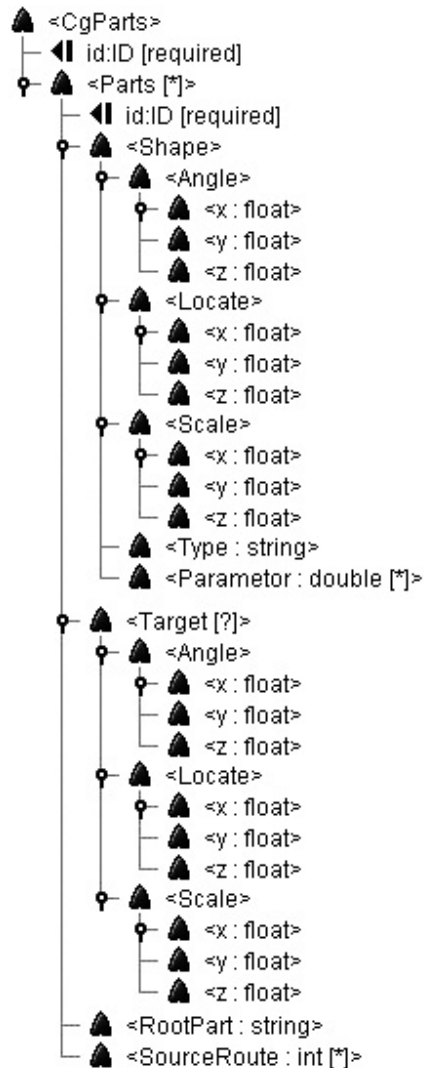 <CgParts>
id:ID [required]
<Parts [*]>
id:ID [required]
<Shape>
<Angle>
<x : float>
<y : float>
<z : float>
<Locate>
<x : float>
<y : float>
<z : float>
<Scale>
<x : float>
<y : float>
<z : float>
<Type : string>
<Parametor : double [*]>
<Target [?]>
<Angle>
<x : float>
<y : float>
<z : float>
<Locate>
<x : float>
<y : float>
<z : float>
<Scale>
<x : float>
<y : float>
<z : float>
<RootPart : string>
<SourceRoute : int [*]>